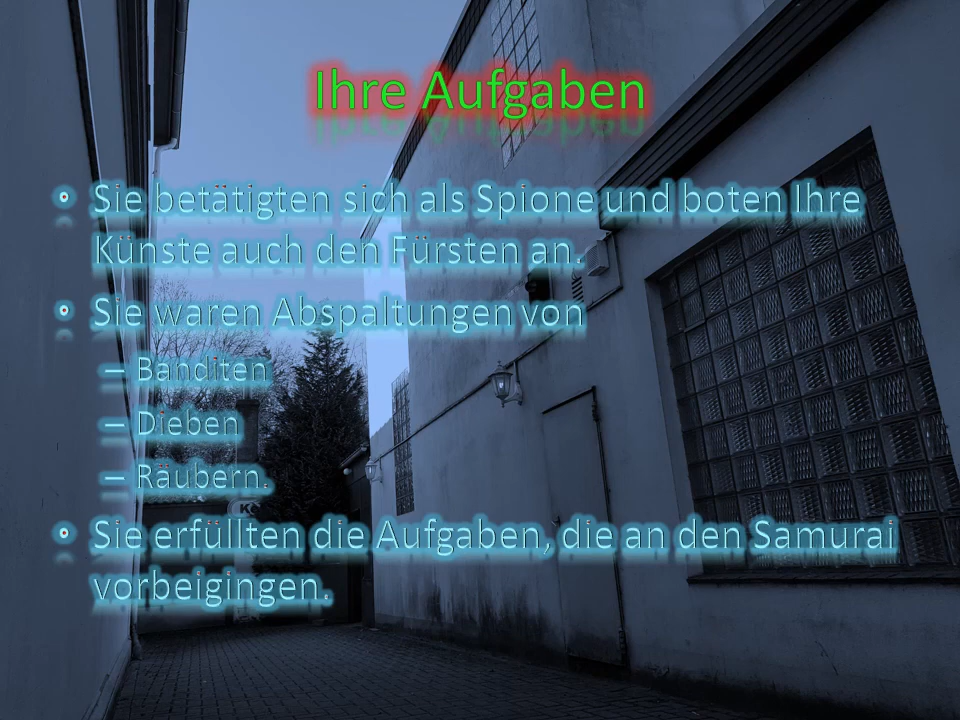 Ihre Aufgaben
• Sie betätigten sich als Spione und boten Ihre
Künste auch den Fürsten an.
• Sie waren Abspaltungen von
– Banditen
– Dieben
– Räubern.
• Sie erfüllten die Aufgaben, die an den Samurai
vorbeigingen.